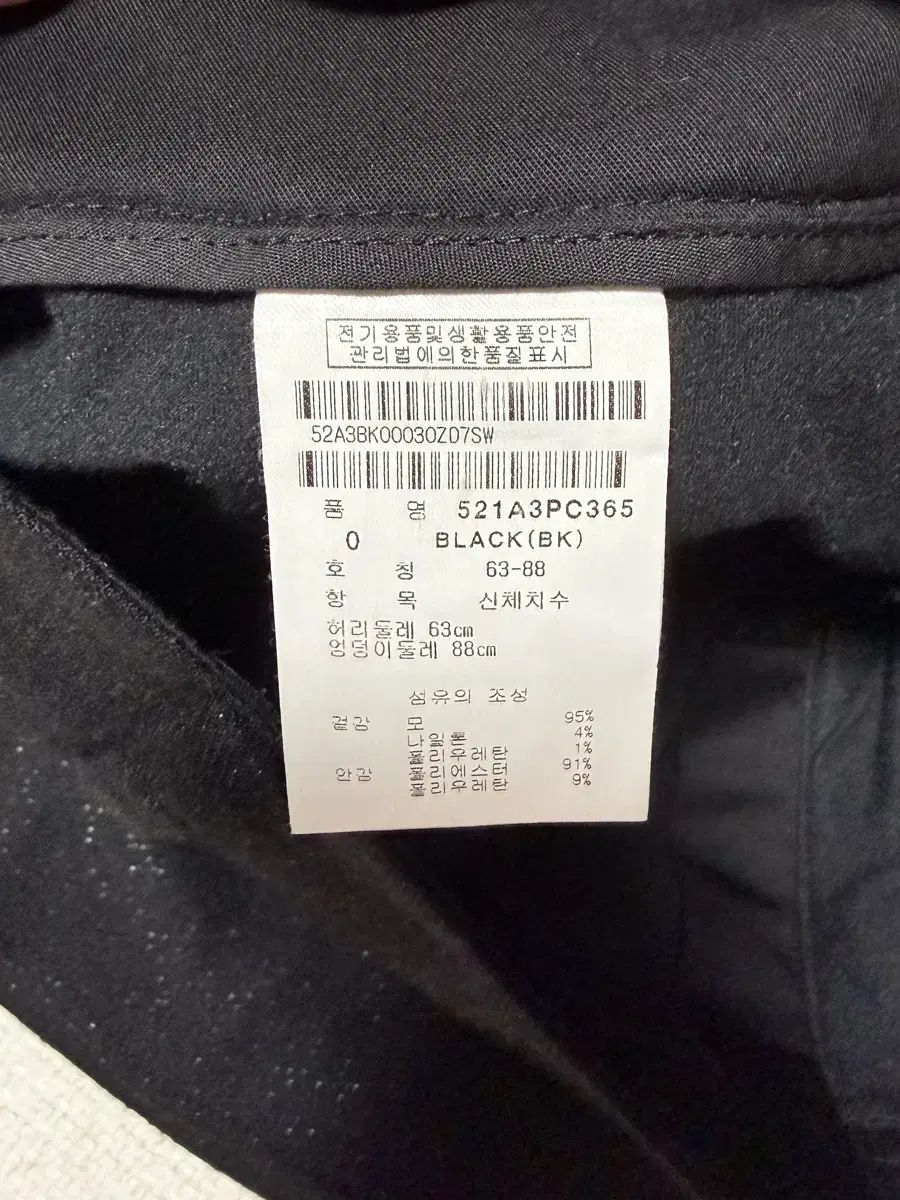 전기용품및생활용품안전
관리법에의한품질표시
52A3BK00030ZD7SW
품 명 521A3PC365
0 BLACK(BK)
호 칭 63-88
항 목 신체치수
허리둘레 63cm
엉덩이둘레 88cm
섬유의 조성
겉감 모 95%
나일론 4%
폴리우레탄 1%
안감 폴리에스터 91%
폴리우레탄 9%